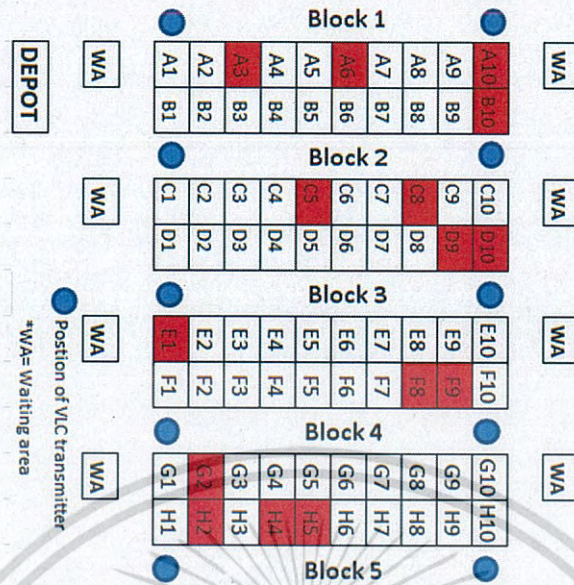 Block 1
WA
A1 A2 A3 A4 A5 A6 A7 A8 A9 A10
B1 B2 B3 B4 B5 B6 B7 B8 B9 B10
WA
DEPOT
Block 2
WA
C1 C2 C3 C4 C5 C6 C7 C8 C9 C10
D1 D2 D3 D4 D5 D6 D7 D8 D9 D10
WA
Block 3
WA
E1 E2 E3 E4 E5 E6 E7 E8 E9 E10
F1 F2 F3 F4 F5 F6 F7 F8 F9 F10
WA
Block 4
WA
G1 G2 G3 G4 G5 G6 G7 G8 G9 G10
H1 H2 H3 H4 H5 H6 H7 H8 H9 H10
WA
Block 5
Postion of VLC transmitter
*WA= Waiting area